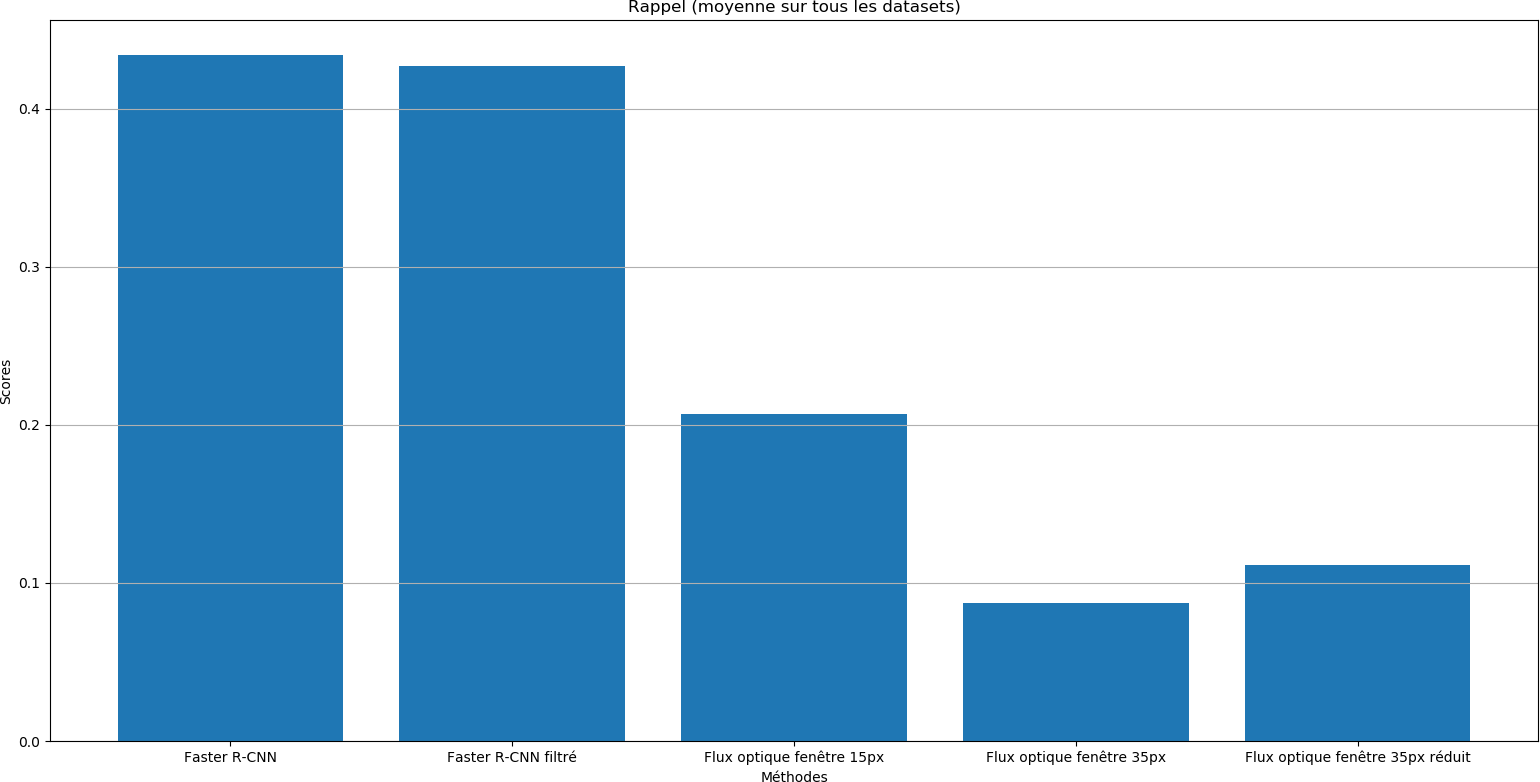 Rappel (moyenne sur tous les datasets)
Scores
0.4
0.3
0.2
0.1
0.0
Faster R-CNN
Faster R-CNN filtré
Flux optique fenêtre 15px
Flux optique fenêtre 35px
Flux optique fenêtre 35px réduit
Méthodes